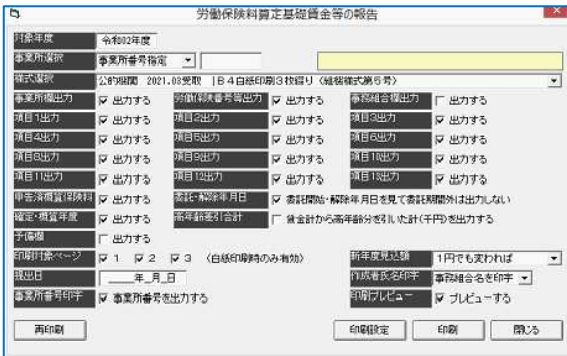 労働保険料算定基礎賃金等の報告
対象年度 令和02年度
事業所選択 事業所番号指定
様式選択 公的機関 2021.03受取 |B4白紙印刷3枚綴り(組機様式第5号)
事業所欄出力 出力する 労働保険番号等出力 出力する 事務組合欄出力 出力する
項目1出力 出力する 項目2出力 出力する 項目3出力 出力する
項目4出力 出力する 項目5出力 出力する 項目6出力 出力する
項目8出力 出力する 項目9出力 出力する 項目10出力 出力する
項目11出力 出力する 項目12出力 出力する 項目13出力 出力する
申告済概算保険料 出力する 委託・解除年月日 委託開始・解除年月日を見て委託期間外は出力しない
確定・概算年度 出力する 高年齢差引合計 賃金計から高年齢分を引いた計(千円)を出力する
予備欄 出力する
印刷対象ページ 1 2 3 (白紙印刷時のみ有効) 新年度見込額 1円でも変われば
提出日 ____年_月_日 作成者氏名印字 事務組合名を印字
事業所番号印字 事業所番号を出力する 印刷プレビュー プレビューする
再印刷 印刷設定 印刷 閉じる